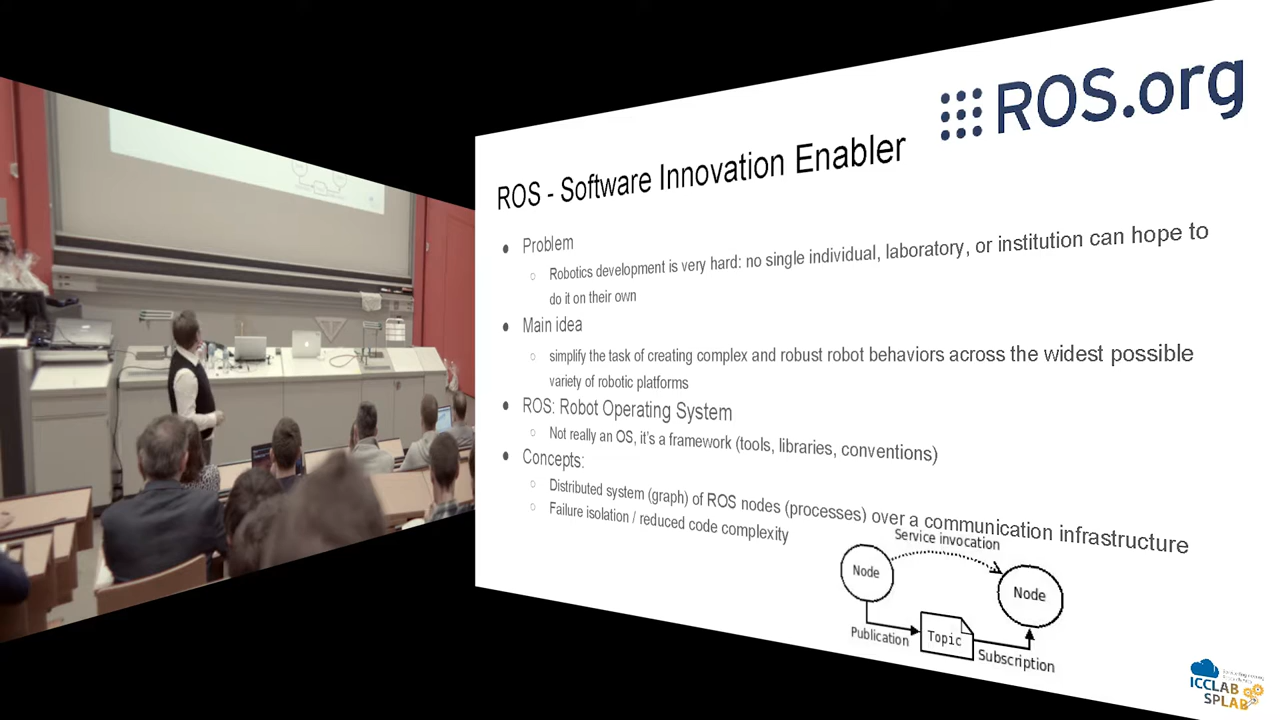 ROS.org
ROS - Software Innovation Enabler
Problem
Robotics development is very hard: no single individual, laboratory, or institution can hope to
do it on their own
Main idea
simplify the task of creating complex and robust robot behaviors across the widest possible
variety of robotic platforms
ROS: Robot Operating System
Not really an OS, it's a framework (tools, libraries, conventions)
Concepts:
Distributed system (graph) of ROS nodes (processes) over a communication infrastructure
Failure isolation / reduced code complexity
Service invocation
Node
Node
Publication
Topic
Subscription
ICCLAB
SPLAB